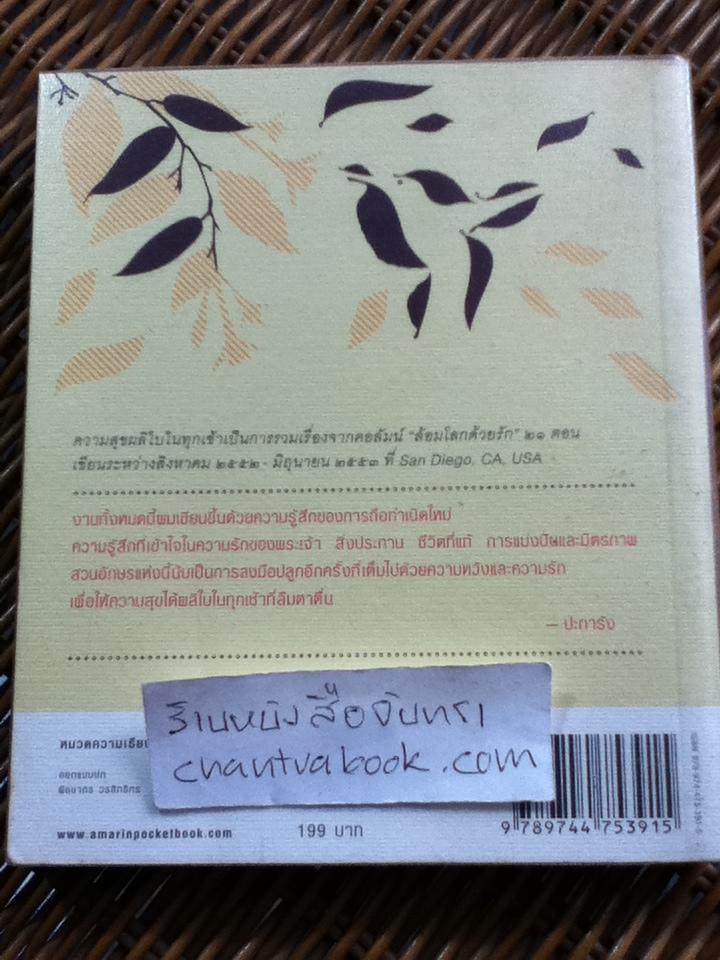 ความสุขผลิใบในทุกเช้าเป็นการรวมเรื่องจากคอลัมน์ “ล้อมโลกด้วยรัก” ๒๑ ตอน
เขียนระหว่างสิงหาคม ๒๕๕๒ - มิถุนายน ๒๕๕๓ ที่ San Diego, CA, USA
งานทั้งหมดนี้ผมเขียนขึ้นด้วยความรู้สึกของการถือกำเนิดใหม่
ความรู้สึกที่เข้าใจในความรักของพระเจ้า สิ่งประทาน ชีวิตที่แท้ การแบ่งปันและมิตรภาพ
สวนอักษรแห่งนี้นับเป็นการลงมือปลูกอีกครั้งที่เต็มไปด้วยความหวังและความรัก
เพื่อให้ความสุขได้ผลิใบในทุกเช้าที่ลืมตาตื่น
— ปะการัง
ร้านหนังสือจันทรา
chantrabook.com
หมวดความเรียง
ออกแบบปก
www.amarinpocketbook.com
199 บาท
9 789744 753915